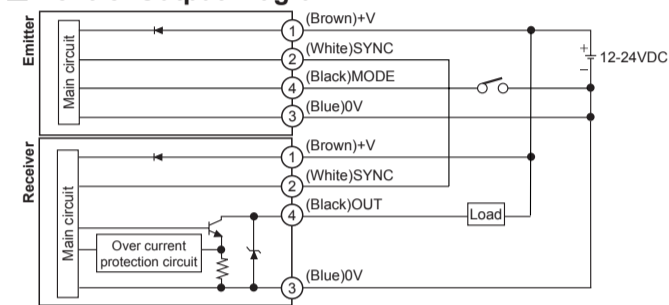 Emitter
Main circuit
1
(Brown)+V
2
(White)SYNC
4
(Black)MODE
3
(Blue)0V
+
−
12-24VDC
Receiver
Main circuit
1
(Brown)+V
2
(White)SYNC
4
(Black)OUT
Load
Over current
protection circuit
3
(Blue)0V